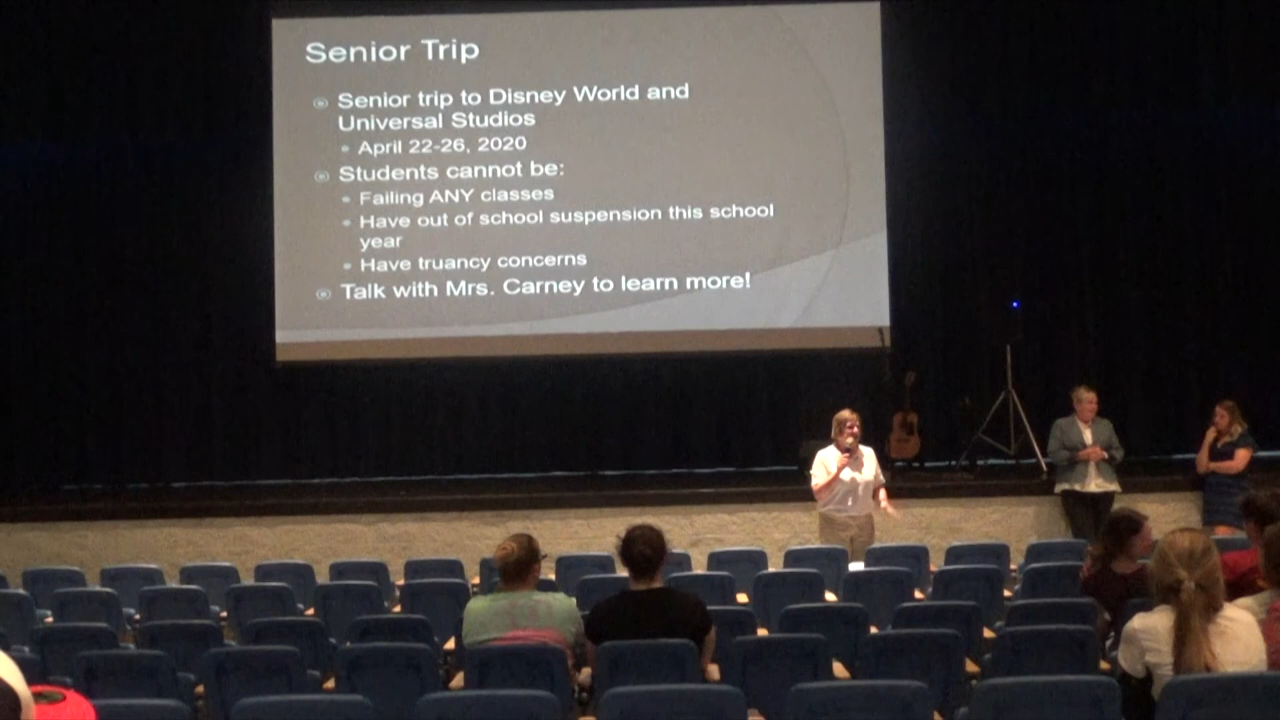 Senior Trip
Senior trip to Disney World and
Universal Studios
April 22-26, 2020
Students cannot be:
Failing ANY classes
Have out of school suspension this school
year
Have truancy concerns
Talk with Mrs. Carney to learn more!